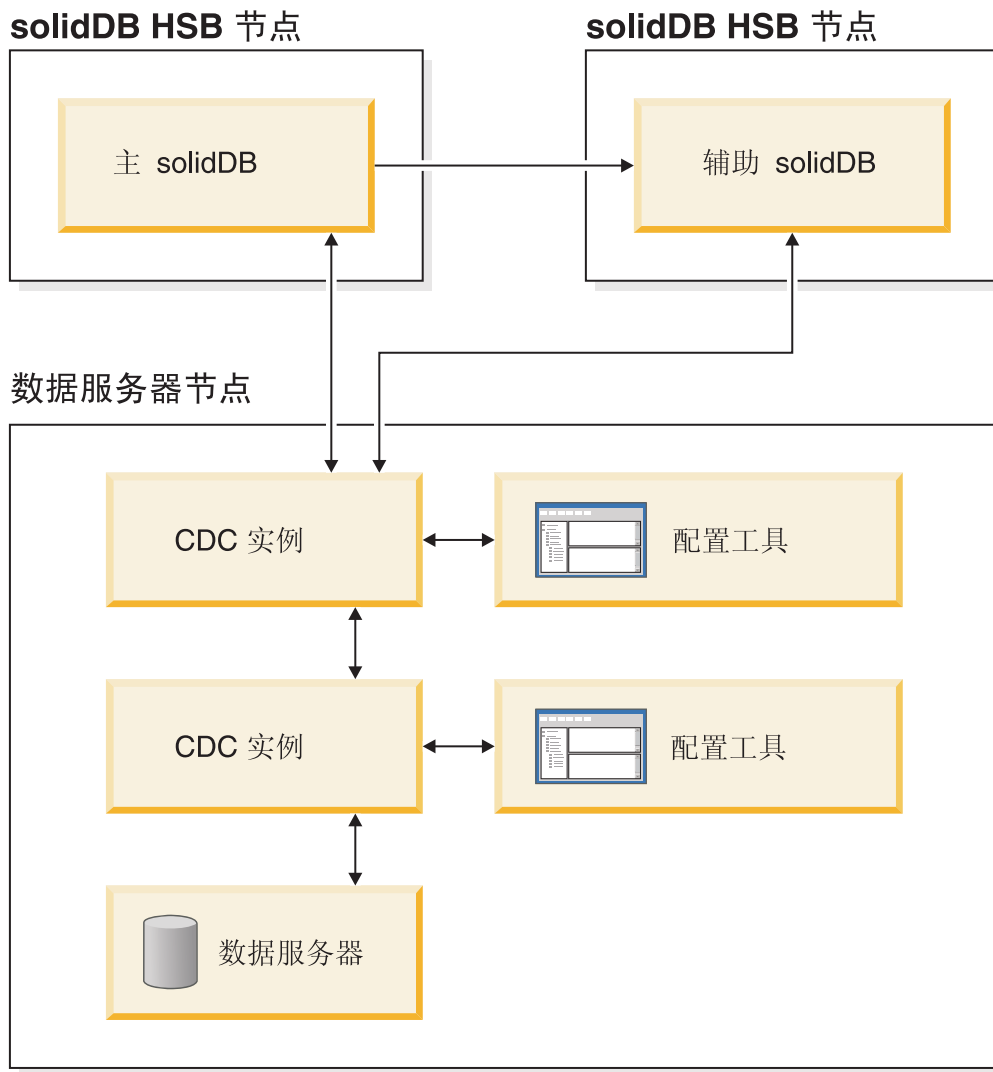 solidDB HSB 节点
solidDB HSB 节点
主 solidDB
辅助 solidDB
数据服务器节点
CDC 实例
配置工具
CDC 实例
配置工具
数据服务器